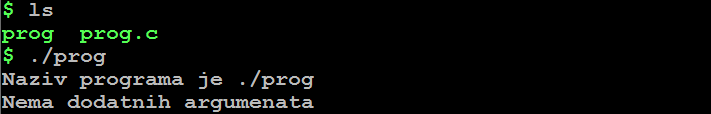 $ ls
prog  prog.c
$ ./prog
Naziv programa je ./prog
Nema dodatnih argumenata